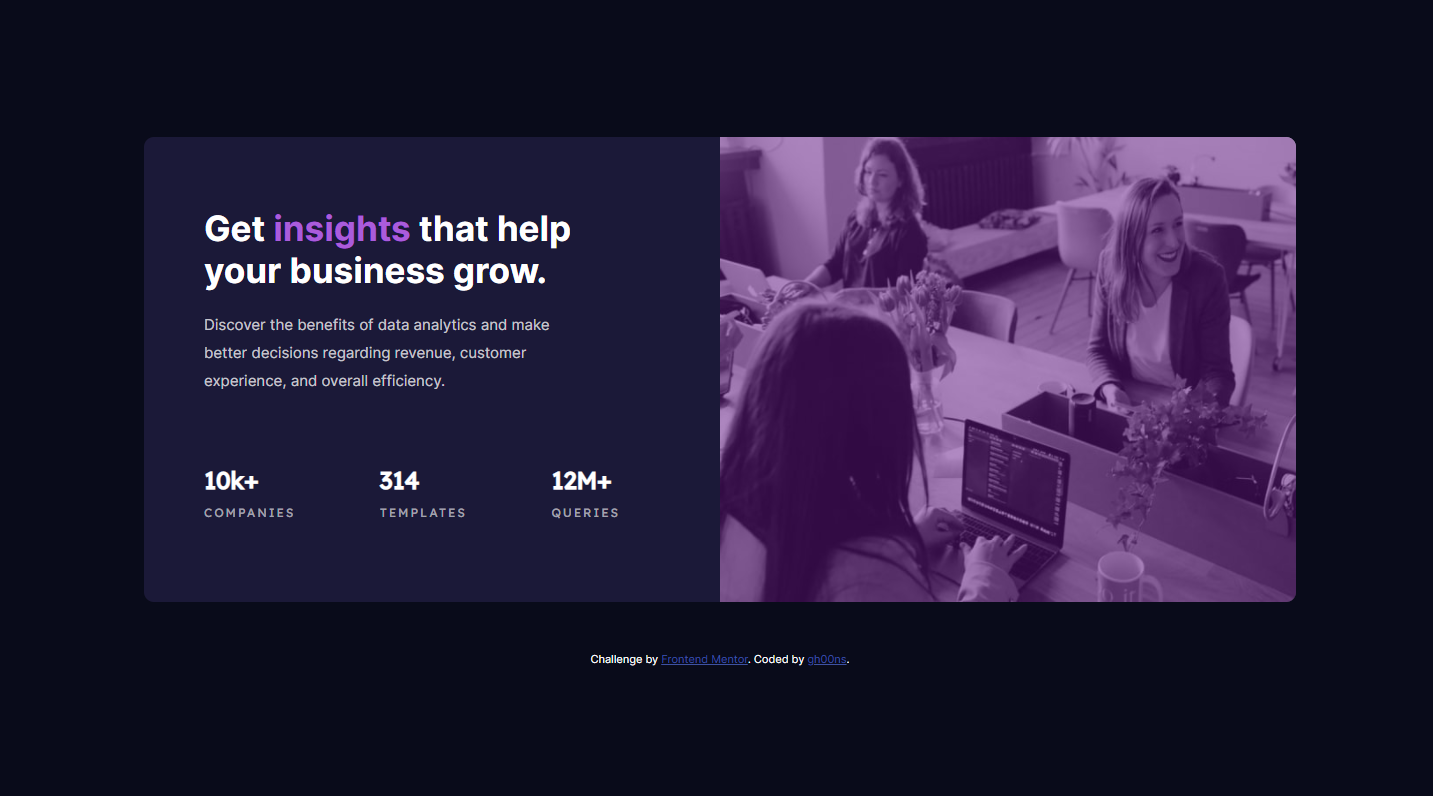 Get insights that help
your business grow.
Discover the benefits of data analytics and make
better decisions regarding revenue, customer
experience, and overall efficiency.
10k+ 314 12M+
COMPANIES TEMPLATES QUERIES
Challenge by Frontend Mentor. Coded by gh00ns.